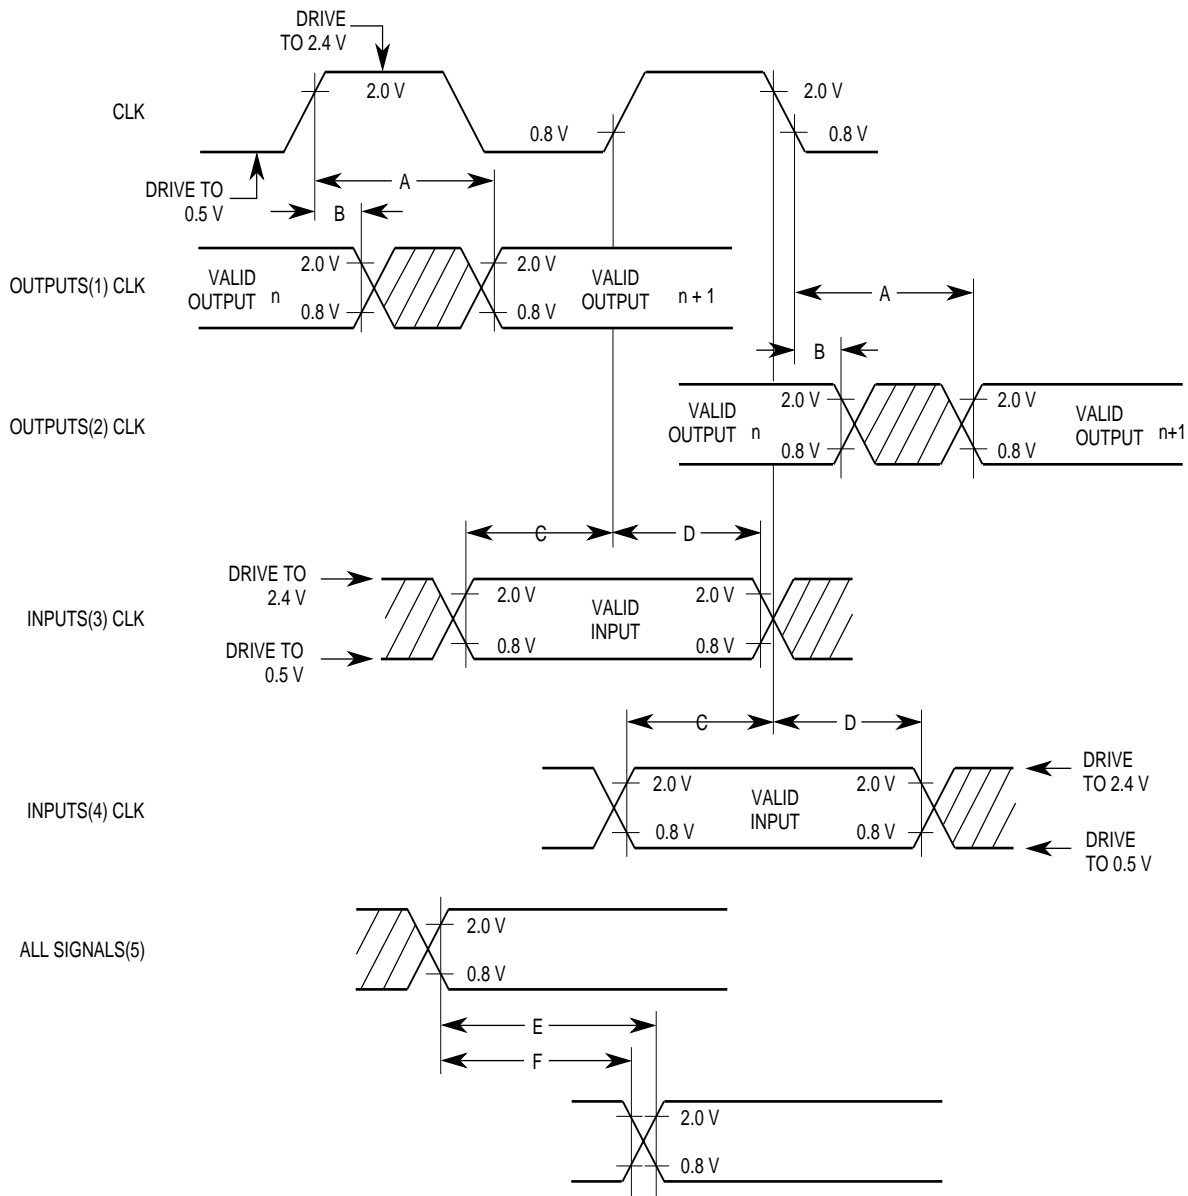 DRIVE
TO 2.4 V
2.0 V
2.0 V
CLK
0.8 V
0.8 V
DRIVE TO
0.5 V
A
B
OUTPUTS(1) CLK
VALID
OUTPUT n
2.0 V
0.8 V
2.0 V
0.8 V
VALID
OUTPUT n + 1
A
B
OUTPUTS(2) CLK
VALID
OUTPUT n
2.0 V
0.8 V
2.0 V
0.8 V
VALID
OUTPUT n+1
C
D
DRIVE TO
2.4 V
INPUTS(3) CLK
DRIVE TO
0.5 V
2.0 V
0.8 V
VALID
INPUT
2.0 V
0.8 V
C
D
INPUTS(4) CLK
2.0 V
0.8 V
VALID
INPUT
2.0 V
0.8 V
DRIVE
TO 2.4 V
DRIVE
TO 0.5 V
ALL SIGNALS(5)
2.0 V
0.8 V
E
F
2.0 V
0.8 V